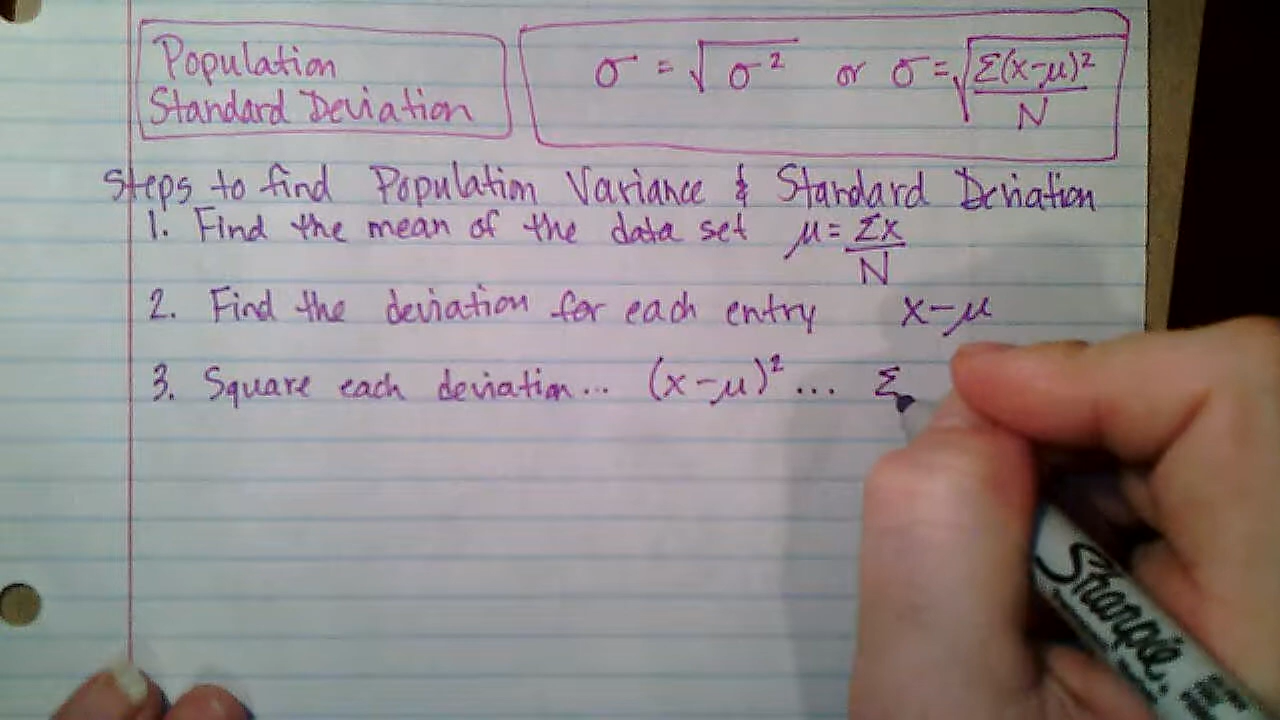 Population
Standard Deviation
σ = √σ² or σ = √Σ(x-μ)²/N
Steps to find Population Variance & Standard Deviation
1. Find the mean of the data set μ = Σx/N
2. Find the deviation for each entry x-μ
3. Square each deviation... (x-μ)² ... Σ
Sharpie